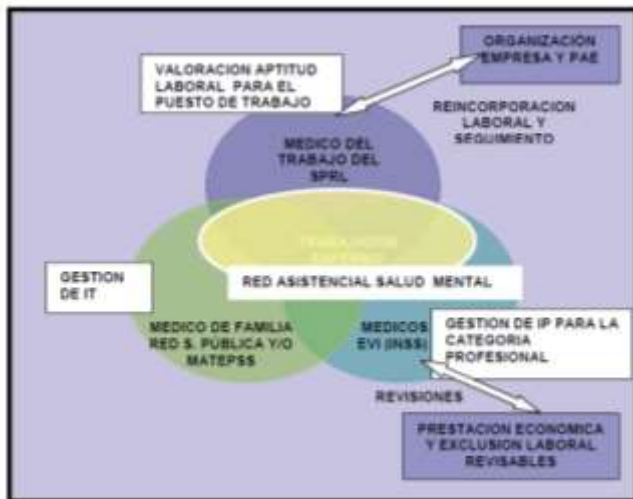 ORGANIZACIÓN
EMPRESA Y PAE
VALORACION APTITUD
LABORAL PARA EL
PUESTO DE TRABAJO
REINCORPORACION
LABORAL Y
SEGUIMIENTO
MEDICO DEL
TRABAJO DEL
SPRL
GESTION
DE IT
RED ASISTENCIAL SALUD MENTAL
MEDICO DE FAMILIA
RED S. PÚBLICA Y/O
MATEPSS
MEDICOS
EVI (INSS)
GESTION DE IP PARA LA
CATEGORIA
PROFESIONAL
REVISIONES
PRESTACION ECONOMICA
Y EXCLUSION LABORAL
REVISABLES